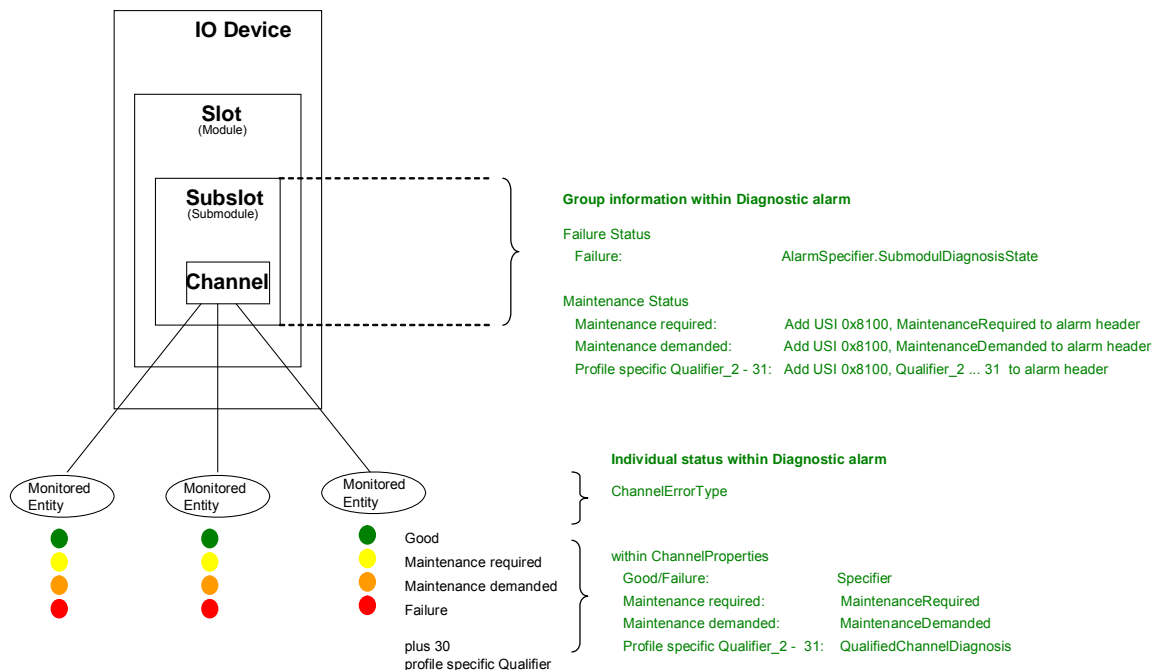 IO Device
Slot
(Module)
Subslot
(Submodule)
Channel
Group information within Diagnostic alarm
Failure Status
Failure: AlarmSpecifier.SubmodulDiagnosisState
Maintenance Status
Maintenance required: Add USI 0x8100, MaintenanceRequired to alarm header
Maintenance demanded: Add USI 0x8100, MaintenanceDemanded to alarm header
Profile specific Qualifier_2 - 31: Add USI 0x8100, Qualifier_2 ... 31 to alarm header
Monitored
Entity
Monitored
Entity
Monitored
Entity
Individual status within Diagnostic alarm
ChannelErrorType
Good
Maintenance required
Maintenance demanded
Failure
plus 30
profile specific Qualifier
within ChannelProperties
Good/Failure: Specifier
Maintenance required: MaintenanceRequired
Maintenance demanded: MaintenanceDemanded
Profile specific Qualifier_2 - 31: QualifiedChannelDiagnosis